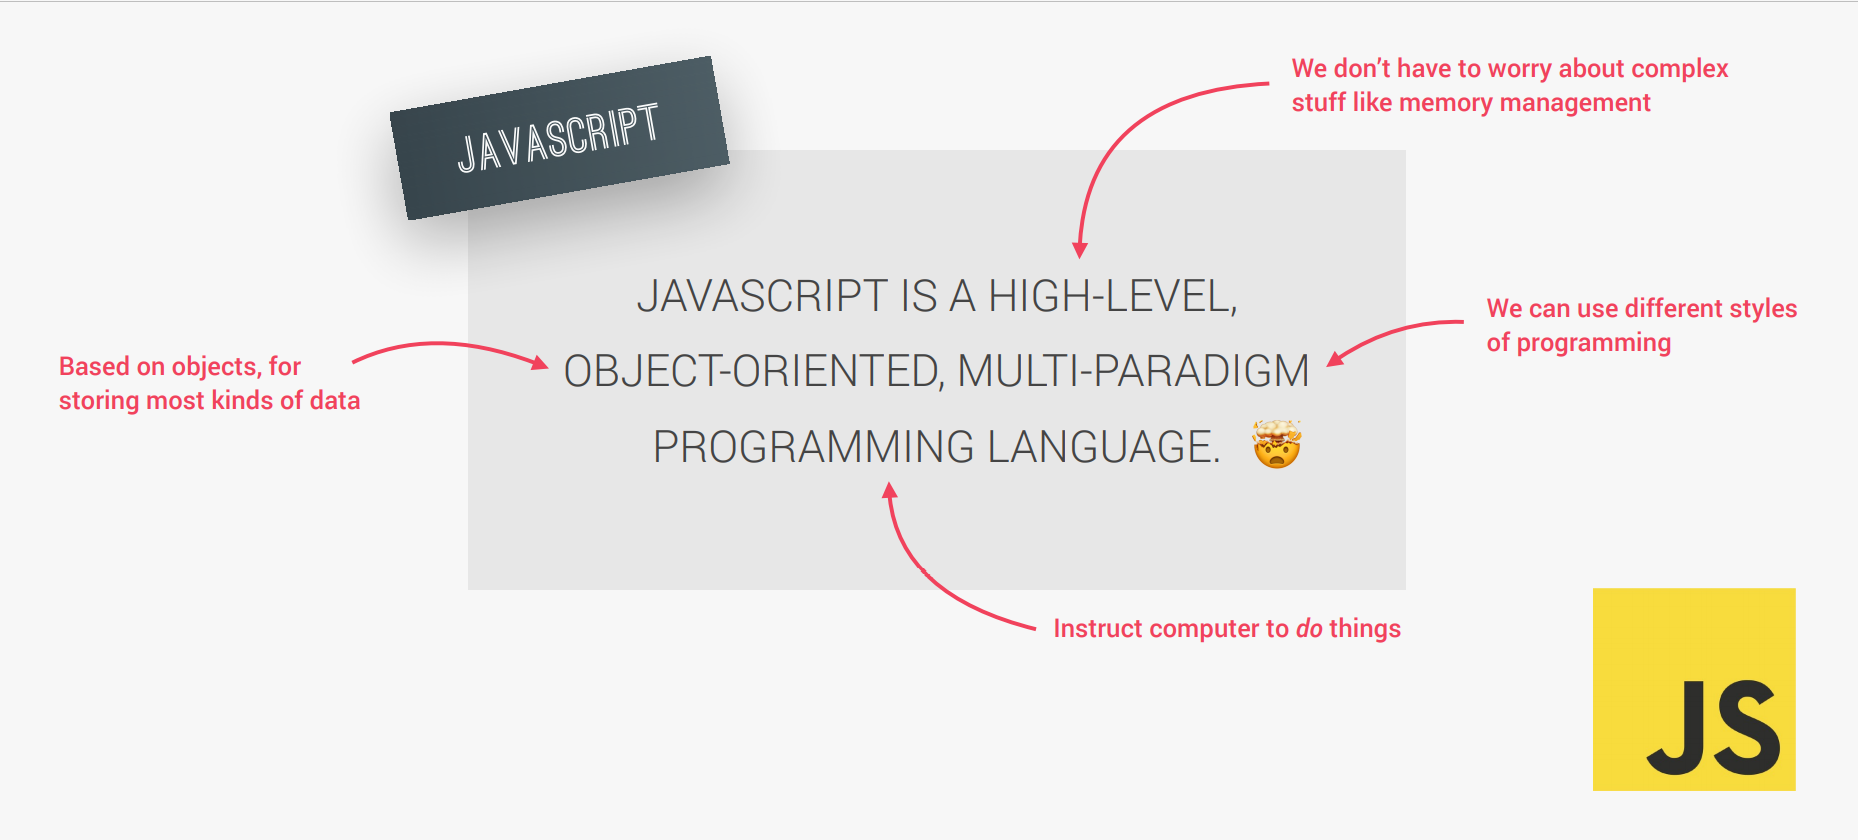 JAVASCRIPT
We don’t have to worry about complex
stuff like memory management
JAVASCRIPT IS A HIGH-LEVEL,
OBJECT-ORIENTED, MULTI-PARADIGM
PROGRAMMING LANGUAGE. 🤯
We can use different styles
of programming
Based on objects, for
storing most kinds of data
Instruct computer to do things
JS